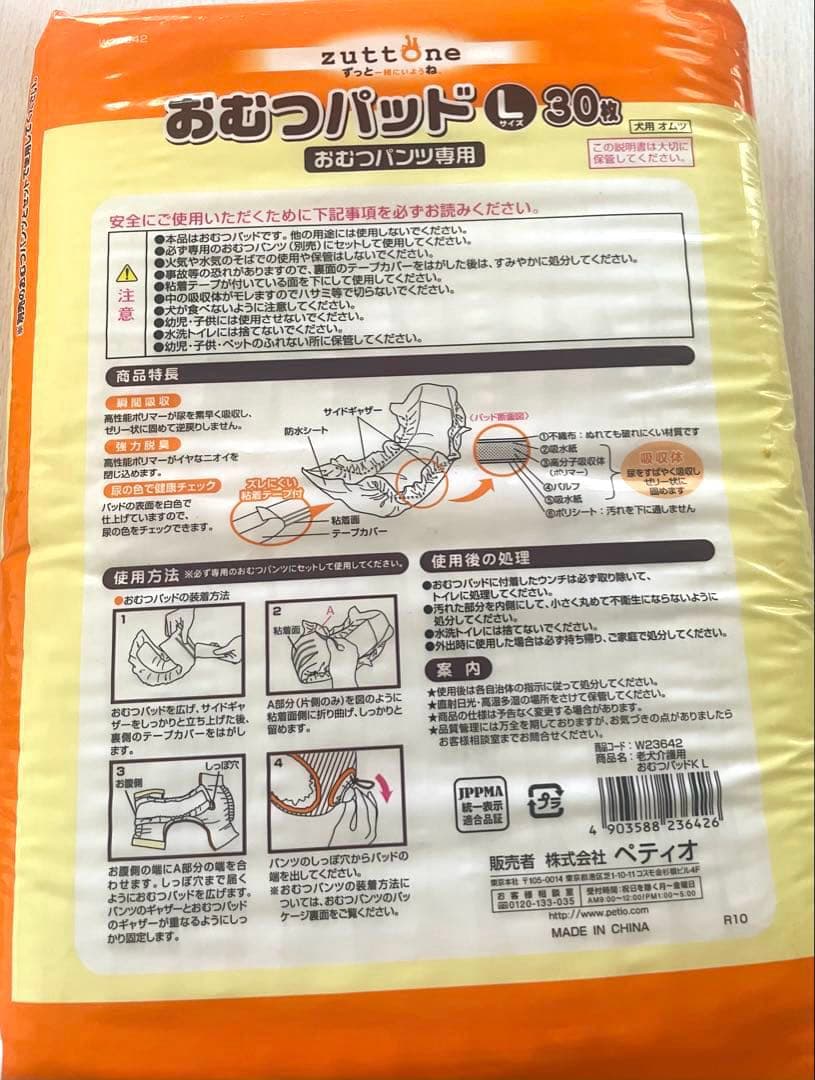 W23642
zuttone
ずっと一緒にいようね。
おむつパッド Lサイズ 30枚
犬用 オムツ
おむつパンツ専用
この説明書は大切に
保管してください。
安全にご使用いただくために下記事項を必ずお読みください。
注意
●本品はおむつパッドです。他の用途には使用しないでください。
●必ず専用のおむつパンツ(別売)にセットして使用してください。
●火気や水気のそばでの使用や保管はしないでください。
●事故等の恐れがありますので、裏面のテープカバーをはがした後は、すみやかに処分してください。
●粘着テープが付いている面を下にして使用してください。
●中の吸収体がモレますのでハサミ等で切らないでください。
●犬が食べないように注意してください。
●幼児・子供には使用させないでください。
●水洗トイレには捨てないでください。
●幼児・子供・ペットのふれない所に保管してください。
商品特長
瞬間吸収
高性能ポリマーが尿を素早く吸収し、
ゼリー状に固めて逆戻りしません。
強力脱臭
高性能ポリマーがイヤなニオイを
閉じ込めます。
尿の色で健康チェック
パッドの表面を白色で
仕上げていますので、
尿の色をチェックできます。
サイドギャザー
防水シート
ズレにくい
粘着テープ付
粘着面
テープカバー
〈パッド断面図〉
①不織布：ぬれても破れにくい材質です
②吸水紙
③高分子吸収体
(ポリマー)
④パルプ
⑤吸水紙
⑥ポリシート：汚れを下に通しません
吸収体
尿をすばやく吸収し
ゼリー状に
固めます
使用方法 ※必ず専用のおむつパンツにセットして使用してください。
●おむつパッドの装着方法
1
おむつパッドを広げ、サイドギャ
ザーをしっかりと立ち上げた後、
裏側のテープカバーをはがし
ます。
2
粘着面
A
A部分(片側のみ)を図のように
粘着面側に折り曲げ、しっかりと
留めます。
3
お腹側
しっぽ穴
お腹側の端にA部分の端を合
わせます。しっぽ穴まで届く
ようにおむつパッドを広げます。
パンツのギャザーとおむつパッド
のギャザーが重なるようにしっ
かり固定します。
4
パンツのしっぽ穴からパッドの
端を出してください。
※おむつパンツの装着方法に
ついては、おむつパンツのパッ
ケージ裏面をご覧ください。
使用後の処理
●おむつパッドに付着したウンチは必ず取り除いて、
トイレに処理してください。
●汚れた部分を内側にして、小さく丸めて不衛生にならないように
処分してください。
●水洗トイレには捨てないでください。
●外出時に使用した場合は必ず持ち帰り、ご家庭で処分してください。
案内
★使用後は各自治体の指示に従って処分してください。
★直射日光・高温多湿の場所をさけて保管してください。
★商品の仕様は予告なく変更する場合があります。
★品質管理には万全を期しておりますが、お気づきの点がありましたら
お客様相談室までお問合せください。
商品コード：W23642
商品名：老犬介護用
おむつパッドK L
JPPMA
統一表示
適合品証
プラ
4 903588 236426
販売者 株式会社 ペティオ
東京本社 〒105-0014 東京都港区芝1-10-11コスモ金杉橋ビル4F
お客様相談室
0120-133-035
受付時間:祝日を除く月〜金曜日
AM9:00〜12:00/PM1:00〜5:00
http://www.petio.com
MADE IN CHINA
R10